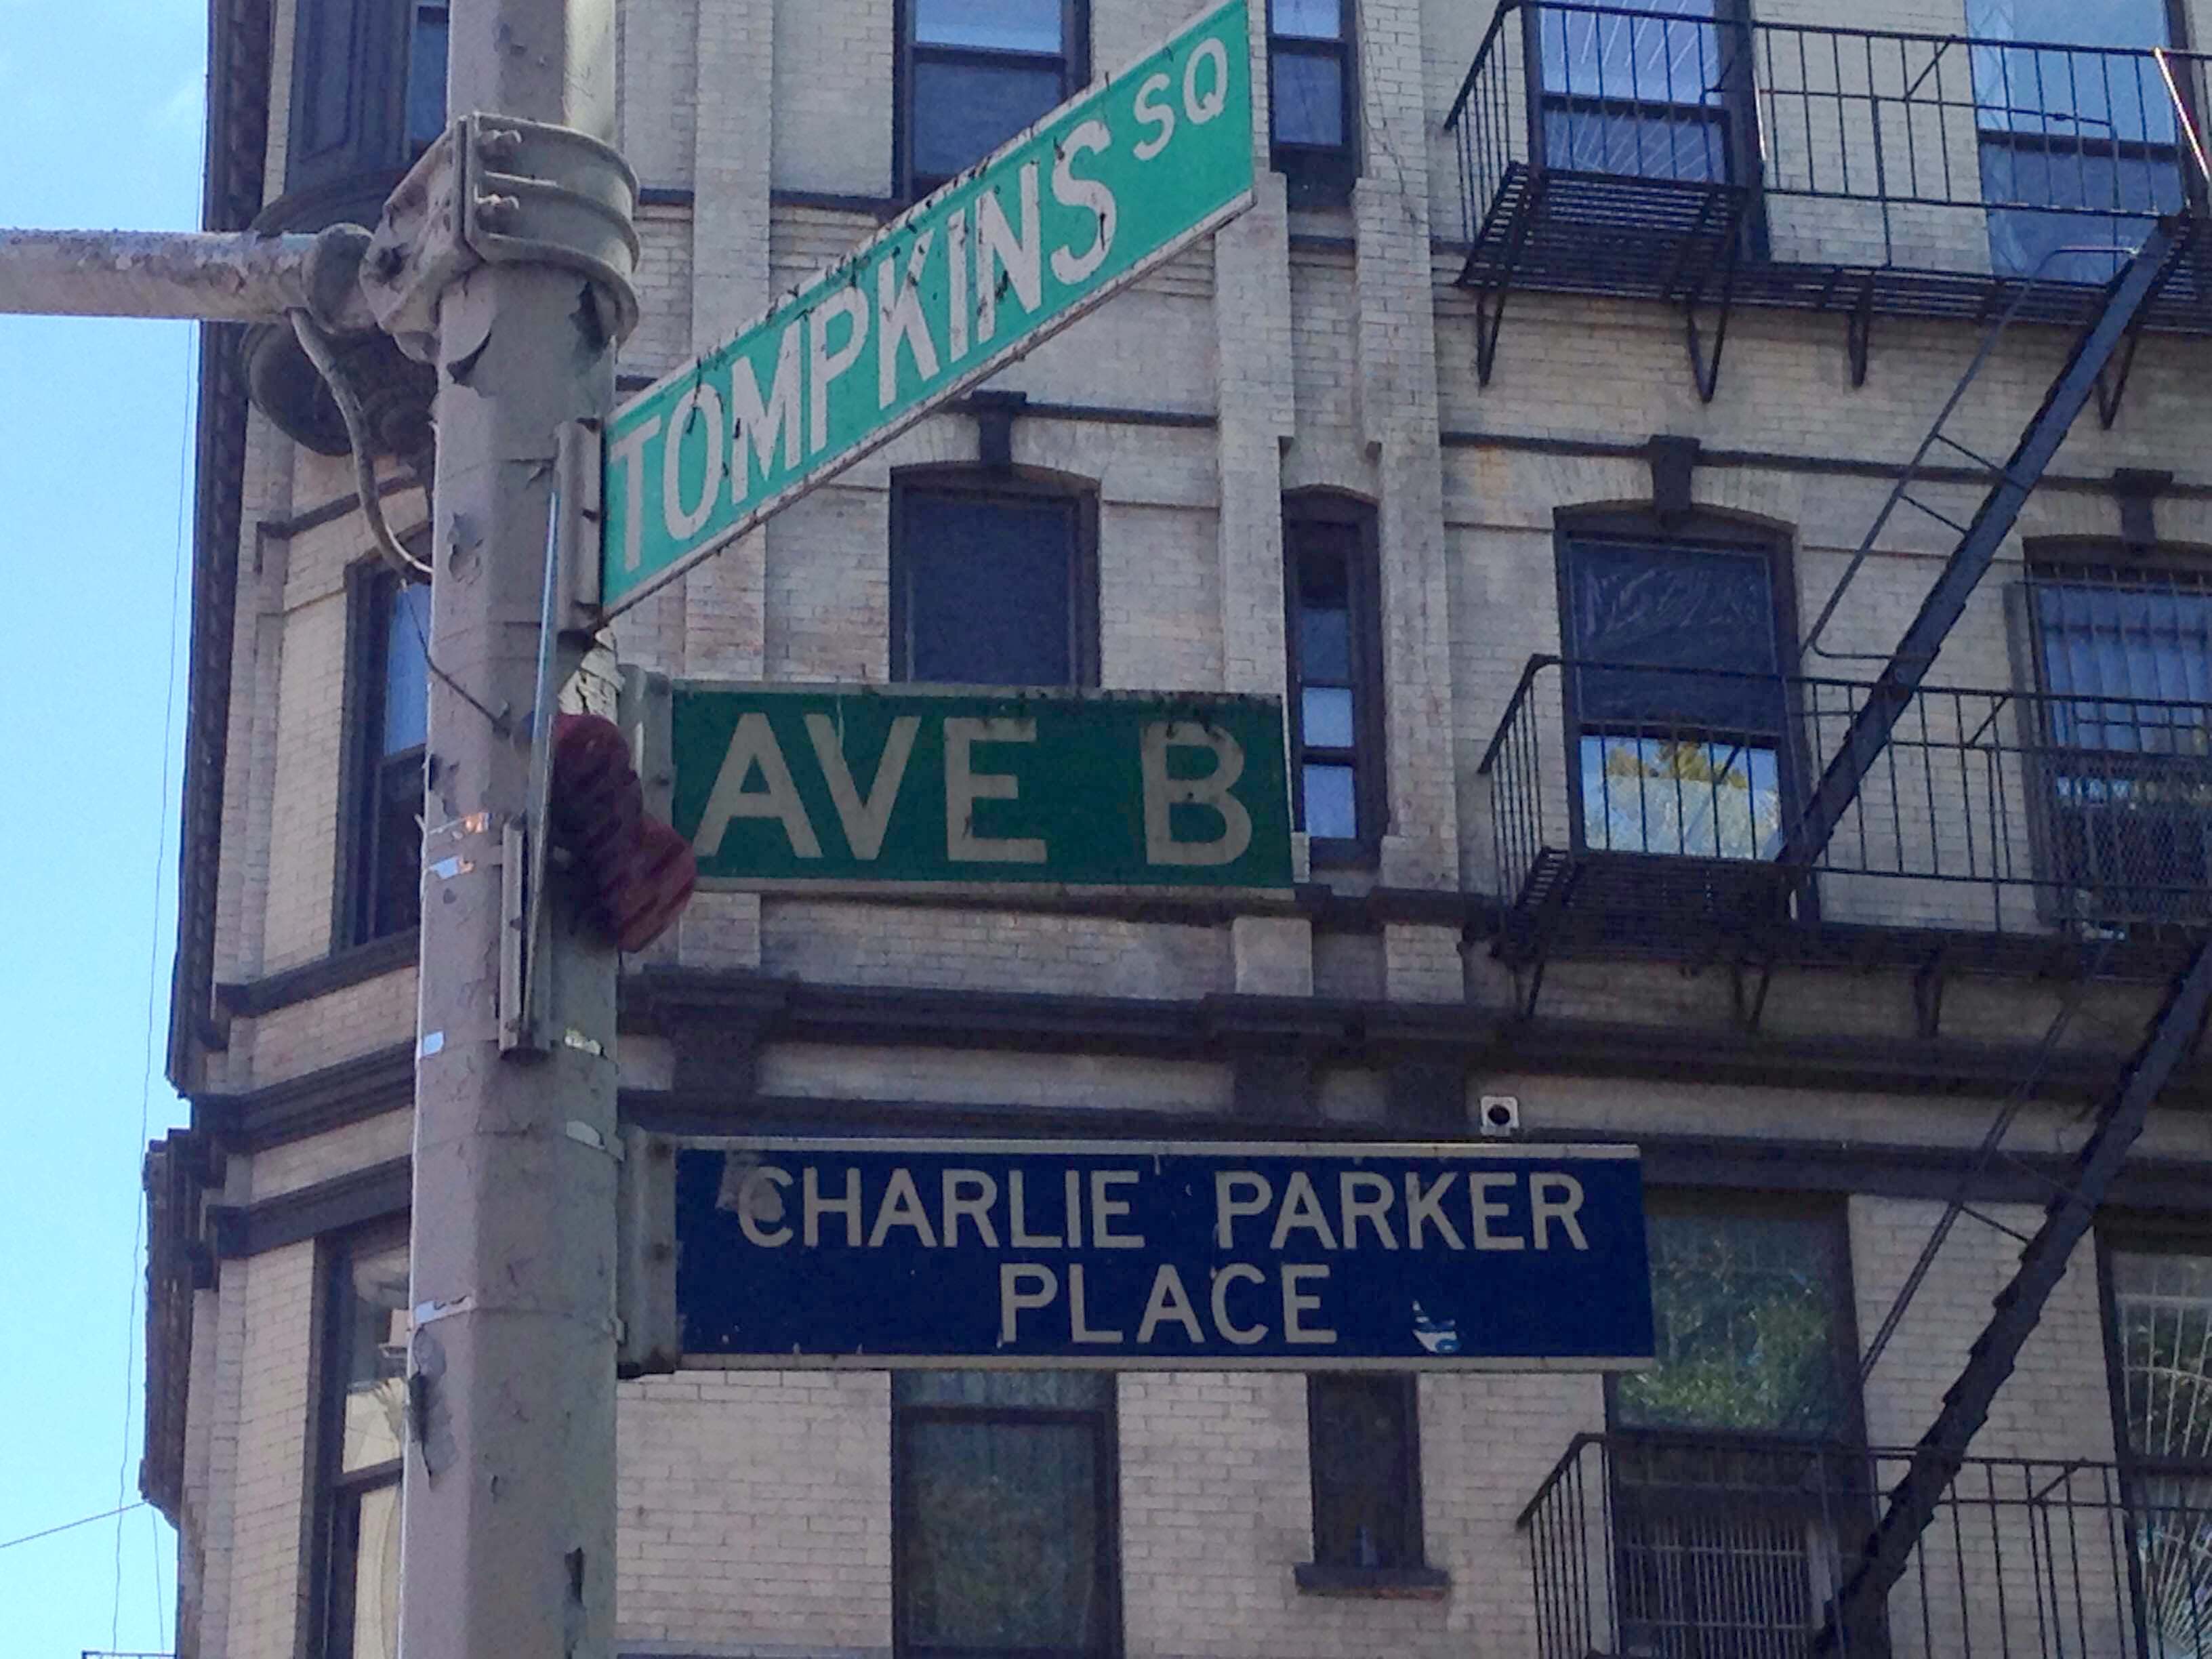 TOMPKINS SQ
AVE B
CHARLIE PARKER
PLACE